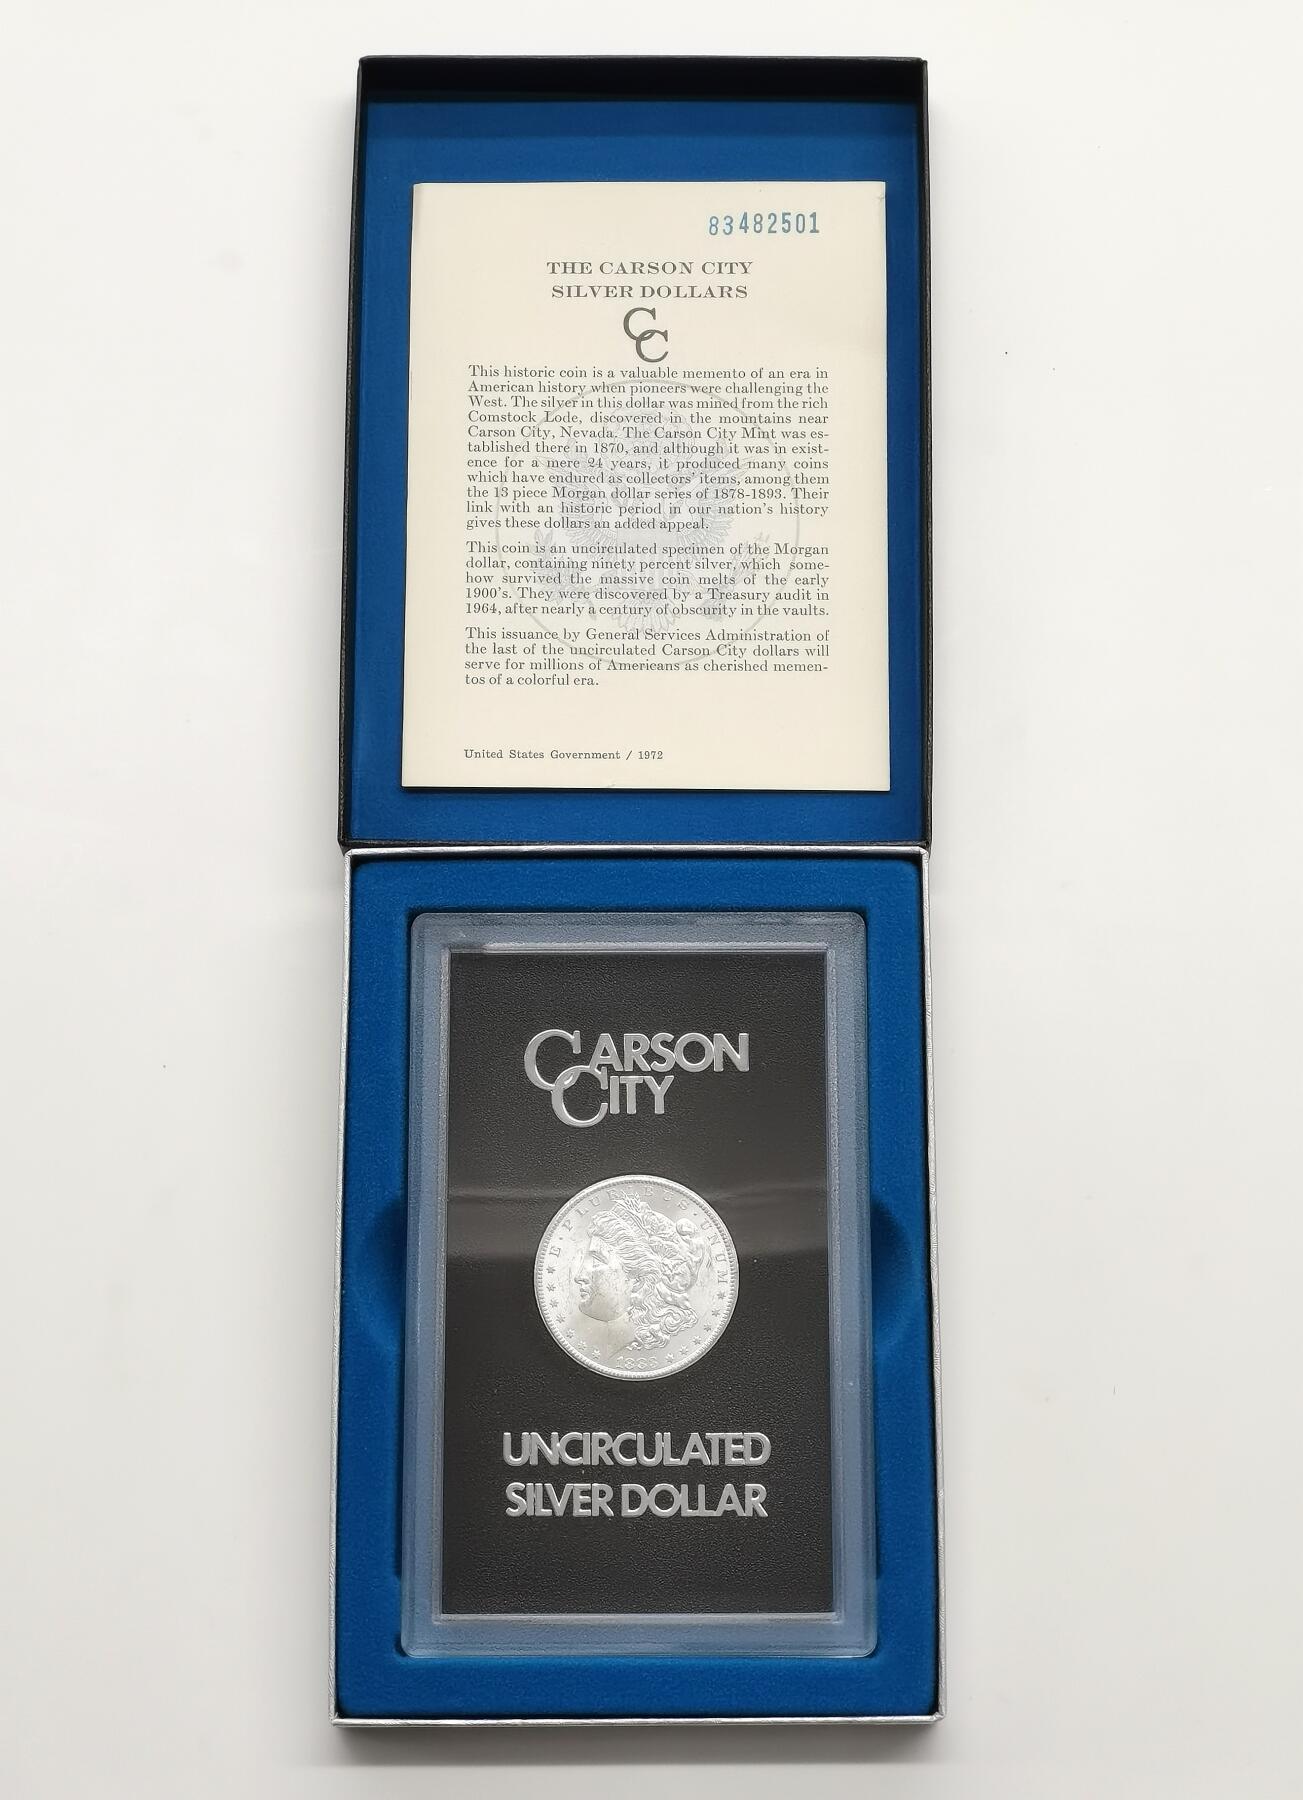 83482501
THE CARSON CITY
SILVER DOLLARS
CC
This historic coin is a valuable memento of an era in
American history when pioneers were challenging the
West. The silver in this dollar was mined from the rich
Comstock Lode, discovered in the mountains near
Carson City, Nevada. The Carson City Mint was es-
tablished there in 1870, and although it was in exist-
ence for a mere 24 years, it produced many coins
which have endured as collectors' items, among them
the 13 piece Morgan dollar series of 1878-1893. Their
link with an historic period in our nation's history
gives these dollars an added appeal.
This coin is an uncirculated specimen of the Morgan
dollar, containing ninety percent silver, which some-
how survived the massive coin melts of the early
1900's. They were discovered by a Treasury audit in
1964, after nearly a century of obscurity in the vaults.
This issuance by General Services Administration of
the last of the uncirculated Carson City dollars will
serve for millions of Americans as cherished memen-
tos of a colorful era.
United States Government / 1972
CARSON
CITY
E·PLURIBUS·UNUM
1883
UNCIRCULATED
SILVER DOLLAR